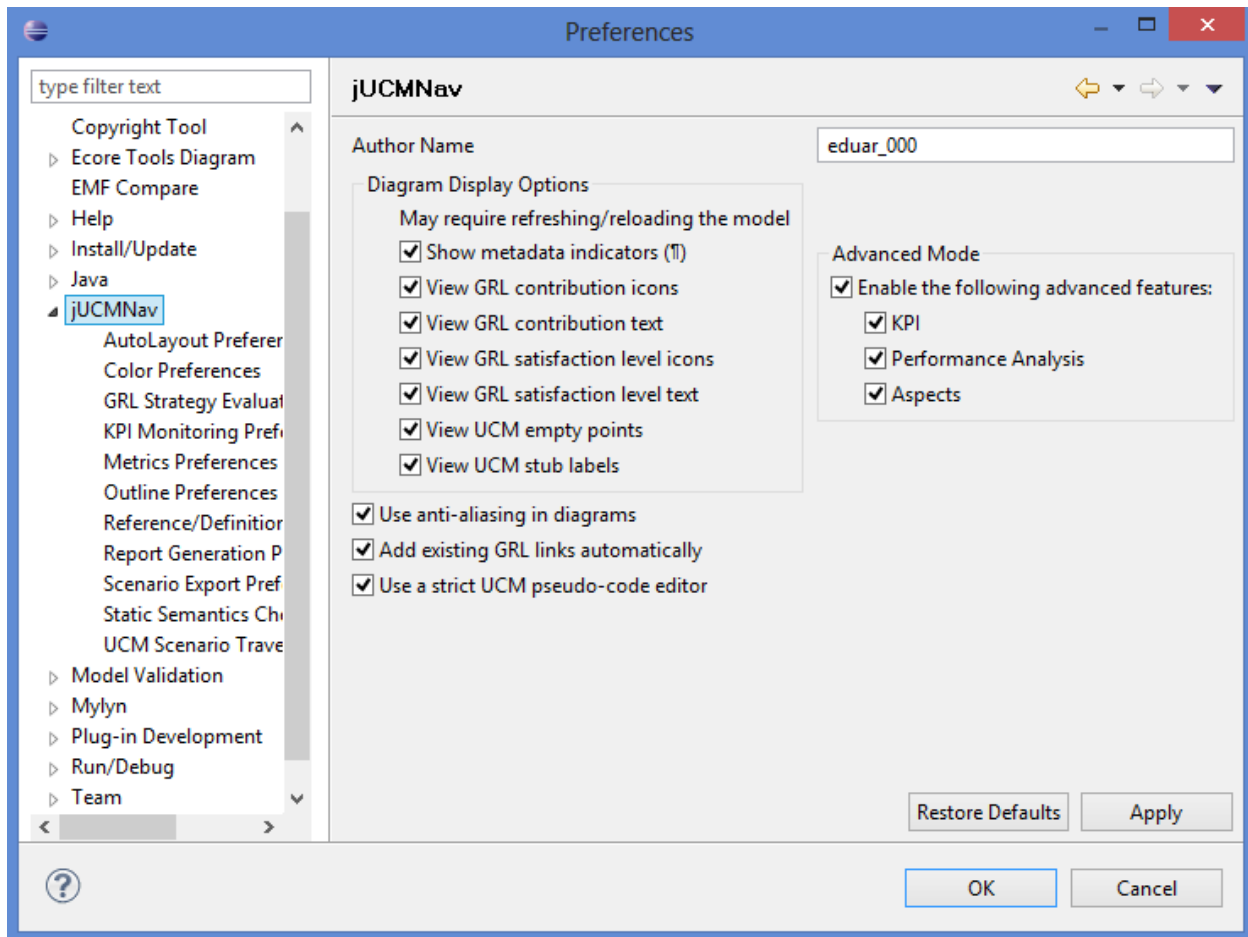 Preferences
type filter text
Copyright Tool
Ecore Tools Diagram
EMF Compare
Help
Install/Update
Java
jUCMNav
AutoLayout Preferer
Color Preferences
GRL Strategy Evaluat
KPI Monitoring Pref
Metrics Preferences
Outline Preferences
Reference/Definition
Report Generation P
Scenario Export Pref
Static Semantics Ch
UCM Scenario Trave
Model Validation
Mylyn
Plug-in Development
Run/Debug
Team
jUCMNav
Author Name
eduar_000
Diagram Display Options
May require refreshing/reloading the model
Show metadata indicators (¶)
View GRL contribution icons
View GRL contribution text
View GRL satisfaction level icons
View GRL satisfaction level text
View UCM empty points
View UCM stub labels
Advanced Mode
Enable the following advanced features:
KPI
Performance Analysis
Aspects
Use anti-aliasing in diagrams
Add existing GRL links automatically
Use a strict UCM pseudo-code editor
Restore Defaults
Apply
?
OK
Cancel